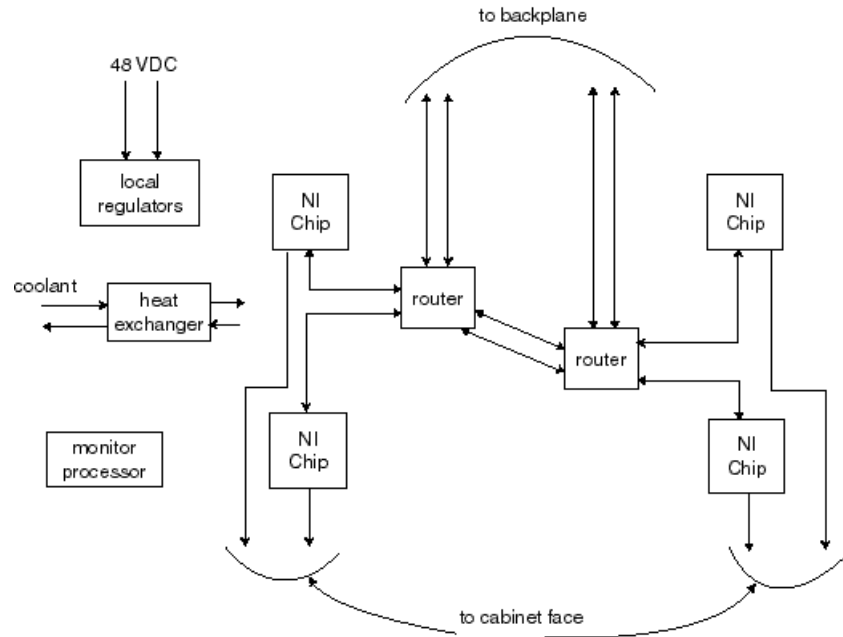 to backplane
48 VDC
local
regulators
NI
Chip
NI
Chip
coolant
heat
exchanger
router
router
NI
Chip
NI
Chip
monitor
processor
to cabinet face